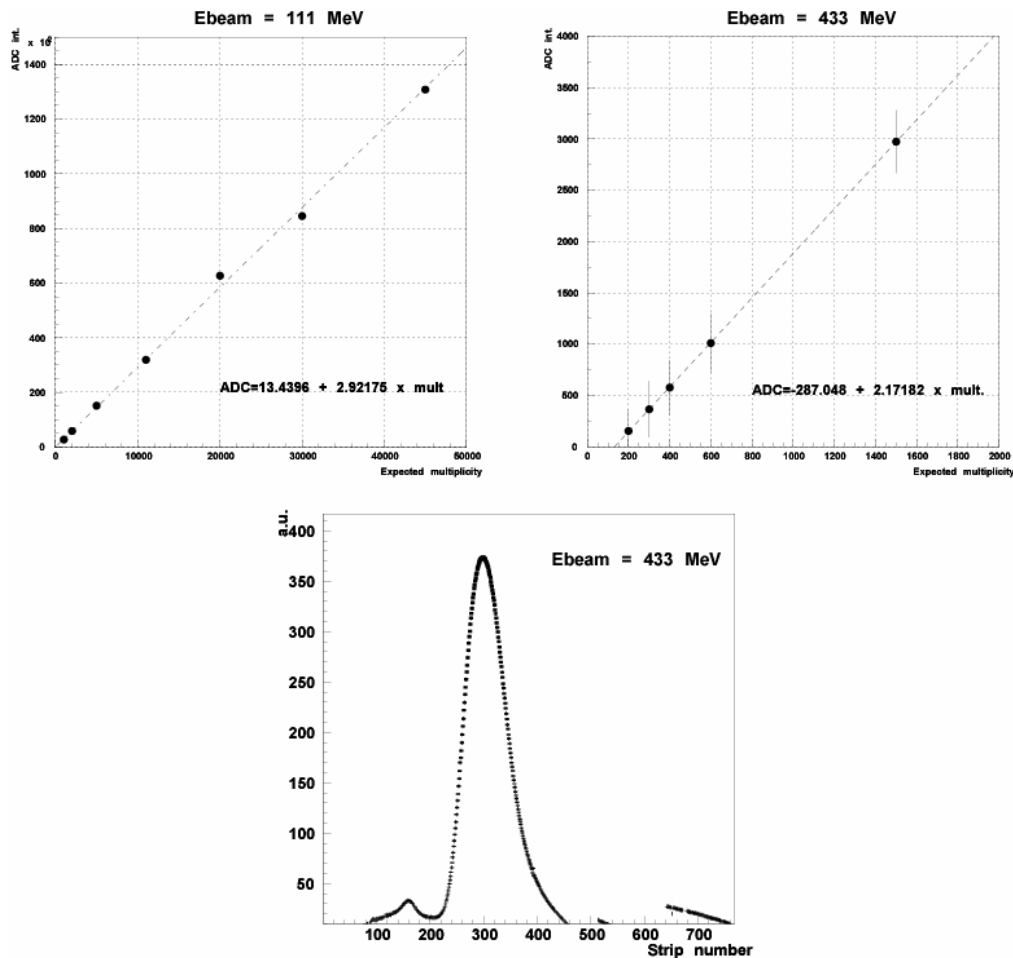 Ebeam = 111 MeV
ADC int.
1400
1200
1000
800
600
400
200
0
ADC=13.4396 + 2.92175 x mult
0 10000 20000 30000 40000 50000
Expected multiplicity
Ebeam = 433 MeV
ADC int.
4000
3500
3000
2500
2000
1500
1000
500
0
ADC=-287.048 + 2.17182 x mult.
0 200 400 600 800 1000 1200 1400 1600 1800 2000
Expected multiplicity
a.u.
Ebeam = 433 MeV
400
350
300
250
200
150
100
50
100 200 300 400 500 600 700
Strip number